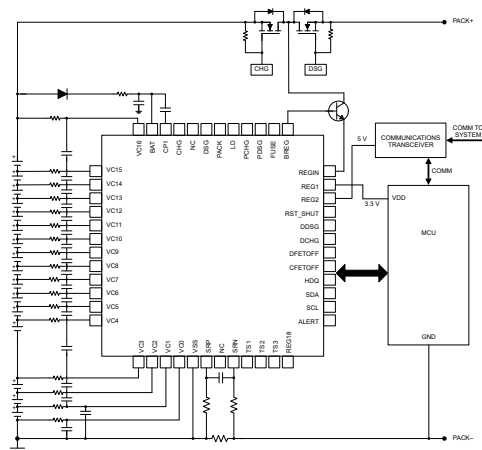 PACK+
CHG
DSG
COMM TO
SYSTEM
5 V
COMMUNICATIONS
TRANSCEIVER
COMM
VC16
BAT
CP1
CHG
NC
DSG
PACK
LD
PCHG
PDSG
FUSE
BREG
VC15
VC14
VC13
VC12
VC11
VC10
VC9
VC8
VC7
VC6
VC5
VC4
REGIN
REG1
REG2
RST_SHUT
DDSG
DCHG
DFETOFF
CFETOFF
HDQ
SDA
SCL
ALERT
3.3 V
VDD
MCU
GND
VC3
VC2
VC1
VC0
VSS
SRP
NC
SRN
TS1
TS2
TS3
REG18
PACK–